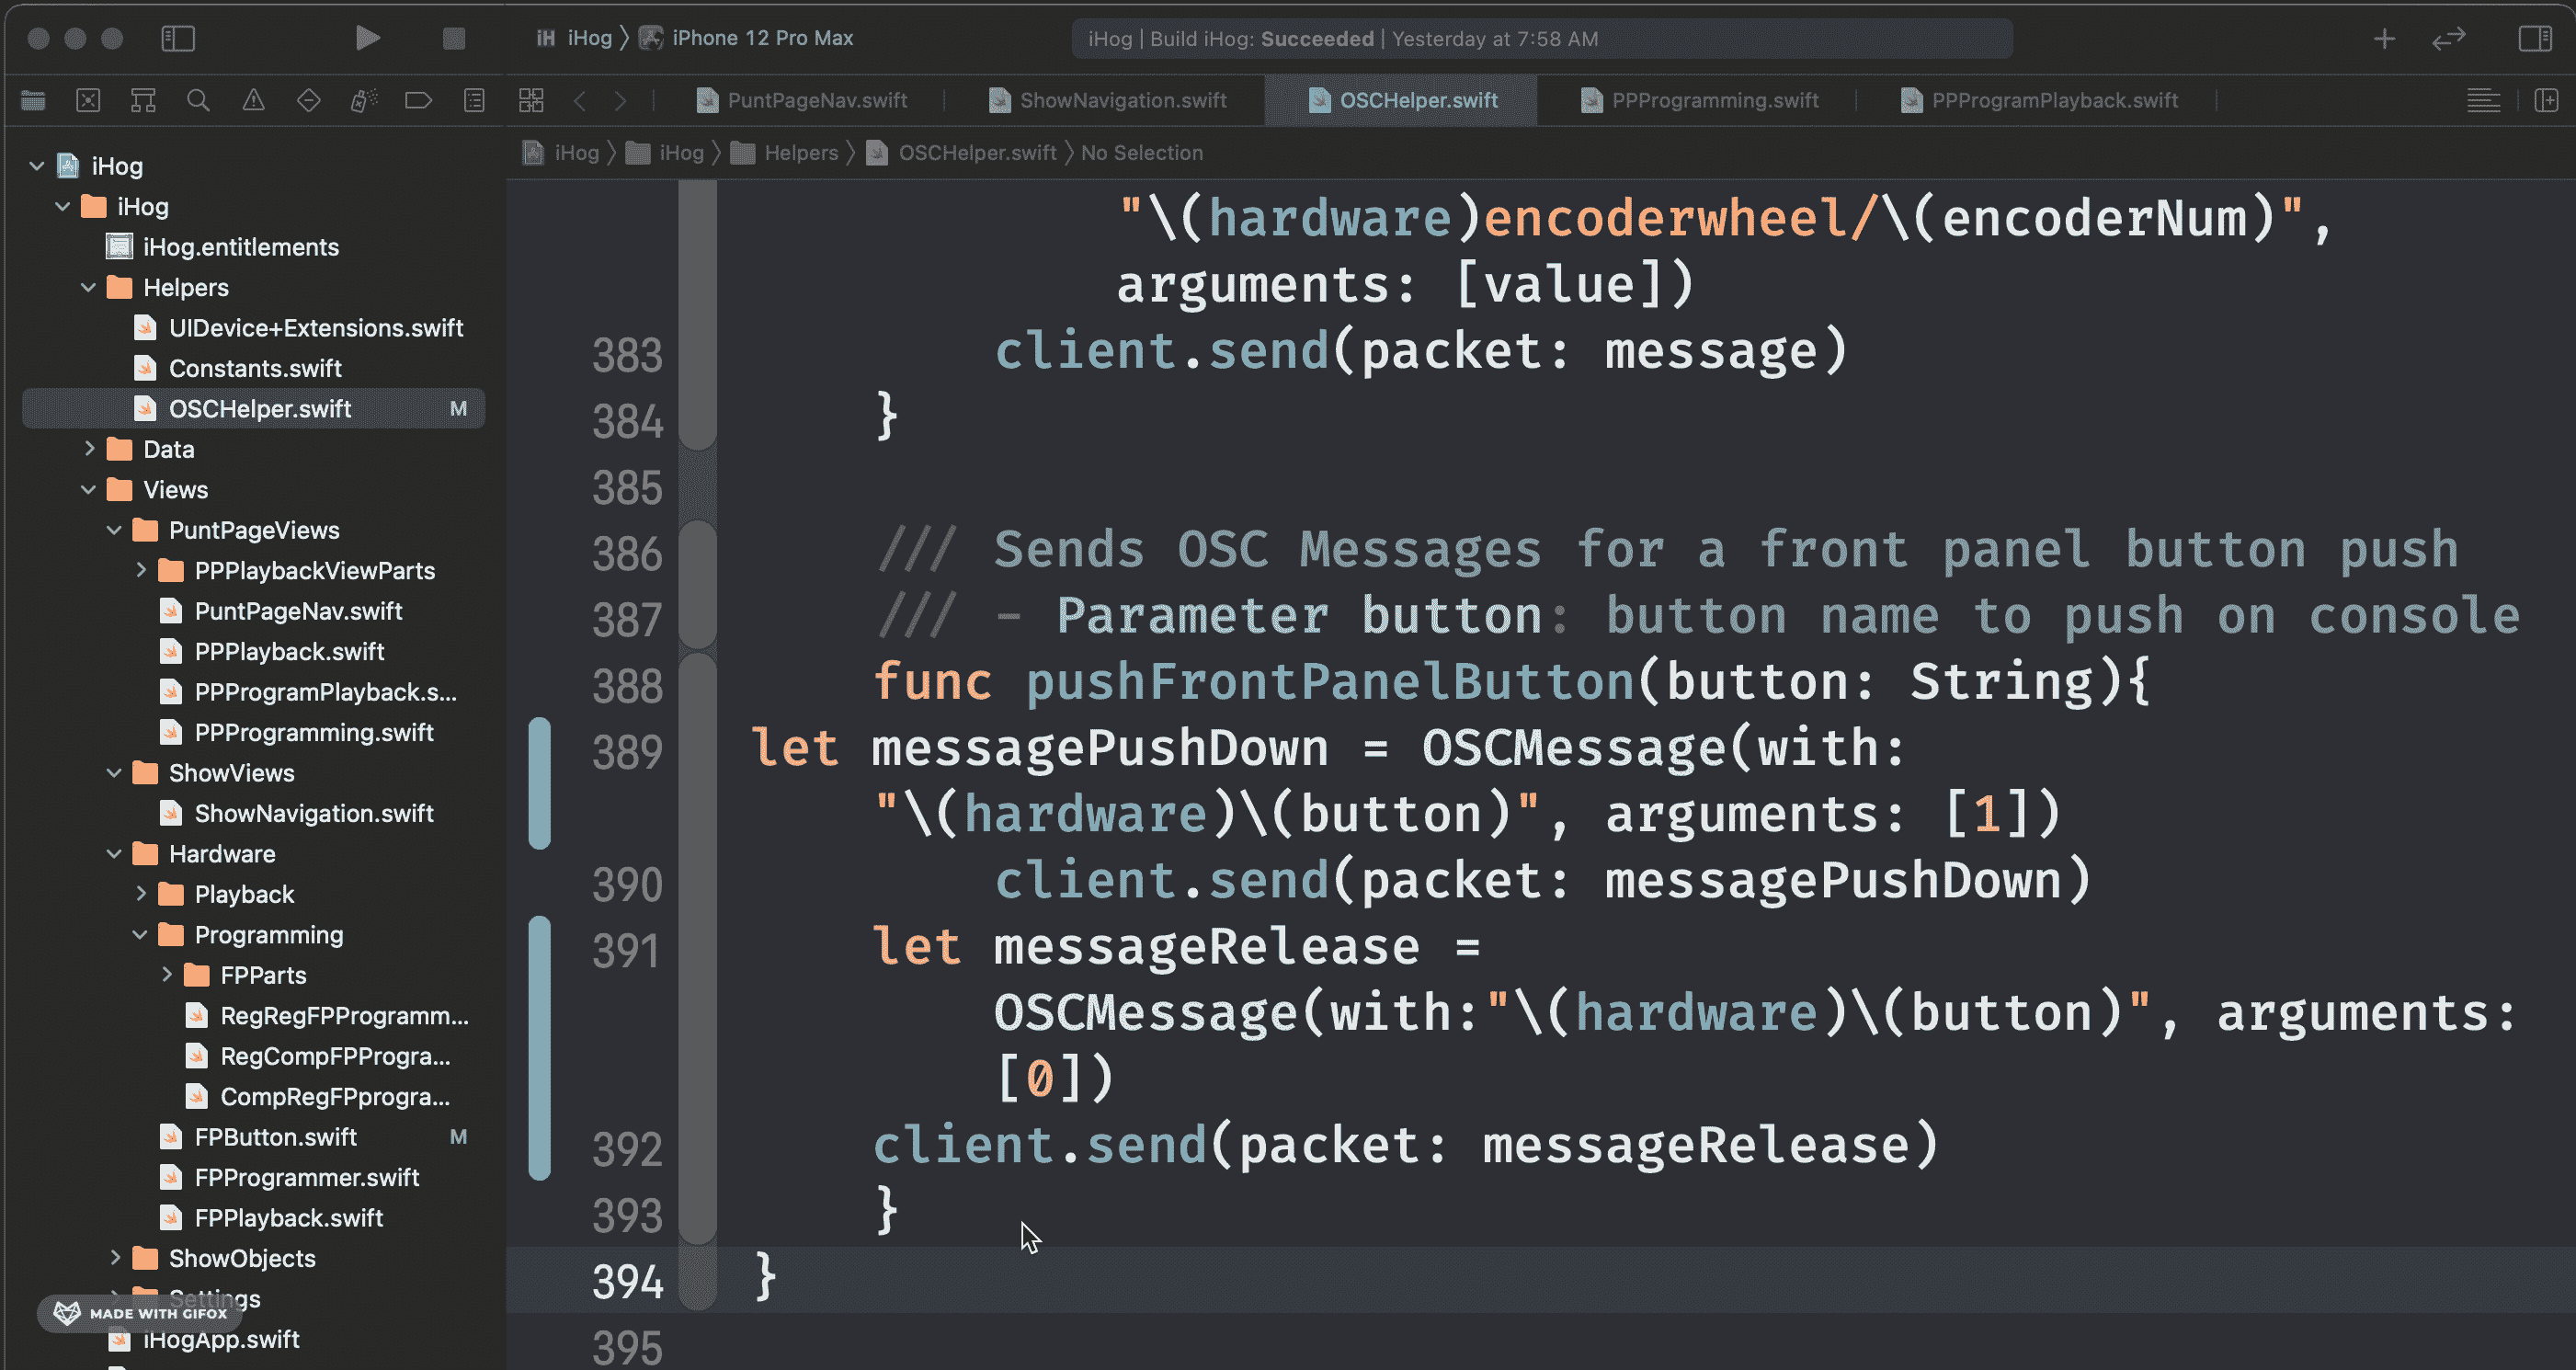 iHog 〉 iPhone 12 Pro Max
iHog | Build iHog: Succeeded | Yesterday at 7:58 AM
PuntPageNav.swift
ShowNavigation.swift
OSCHelper.swift
PPProgramming.swift
PPProgramPlayback.swift
iHog 〉 iHog 〉 Helpers 〉 OSCHelper.swift 〉 No Selection
iHog
iHog
iHog.entitlements
Helpers
UIDevice+Extensions.swift
Constants.swift
OSCHelper.swift M
Data
Views
PuntPageViews
PPPlaybackViewParts
PuntPageNav.swift
PPPlayback.swift
PPProgramPlayback.s...
PPProgramming.swift
ShowViews
ShowNavigation.swift
Hardware
Playback
Programming
FPParts
RegRegFPProgramm...
RegCompFPProgra...
CompRegFPprogra...
FPButton.swift M
FPProgrammer.swift
FPPlayback.swift
ShowObjects
Settings
MADE WITH GIFOX
iHogApp.swift
"\(hardware)encoderwheel/\(encoderNum)",
arguments: [value])
383 client.send(packet: message)
384 }
385
386 /// Sends OSC Messages for a front panel button push
387 /// - Parameter button: button name to push on console
388 func pushFrontPanelButton(button: String){
389 let messagePushDown = OSCMessage(with:
"\(hardware)\(button)", arguments: [1])
390 client.send(packet: messagePushDown)
391 let messageRelease =
OSCMessage(with:"\(hardware)\(button)", arguments:
[0])
392 client.send(packet: messageRelease)
393 }
394 }
395